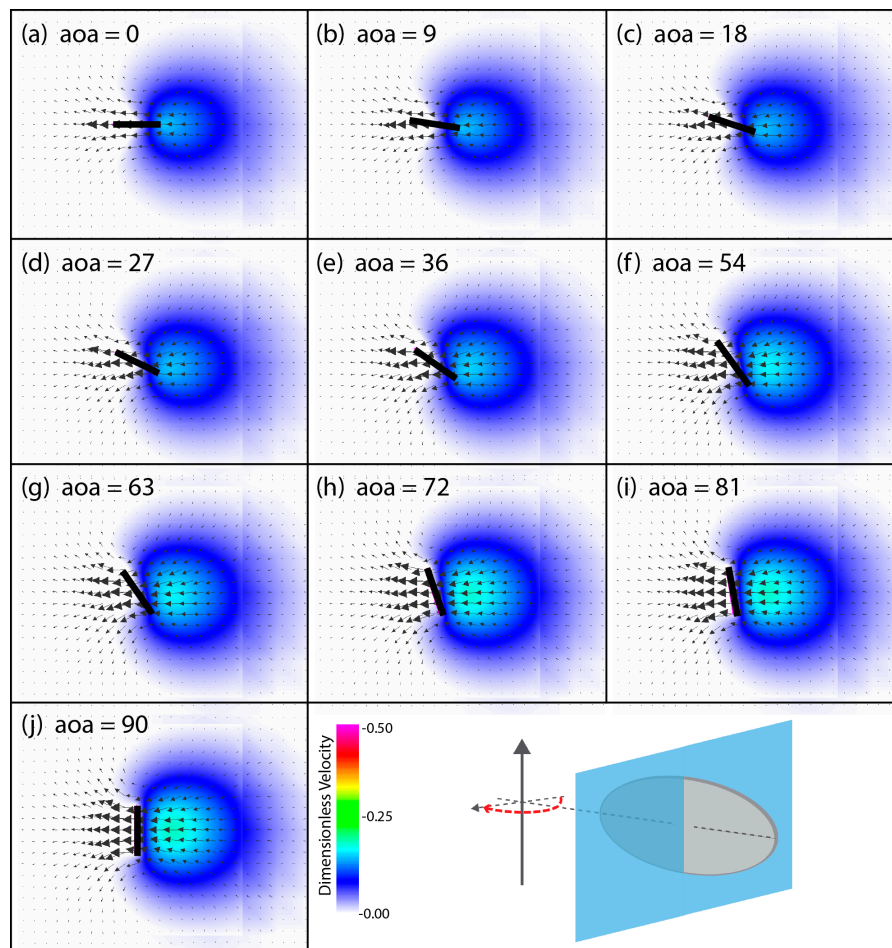 (a) aoa = 0
(b) aoa = 9
(c) aoa = 18
(d) aoa = 27
(e) aoa = 36
(f) aoa = 54
(g) aoa = 63
(h) aoa = 72
(i) aoa = 81
(j) aoa = 90
Dimensionless Velocity
-0.50
-0.25
-0.00